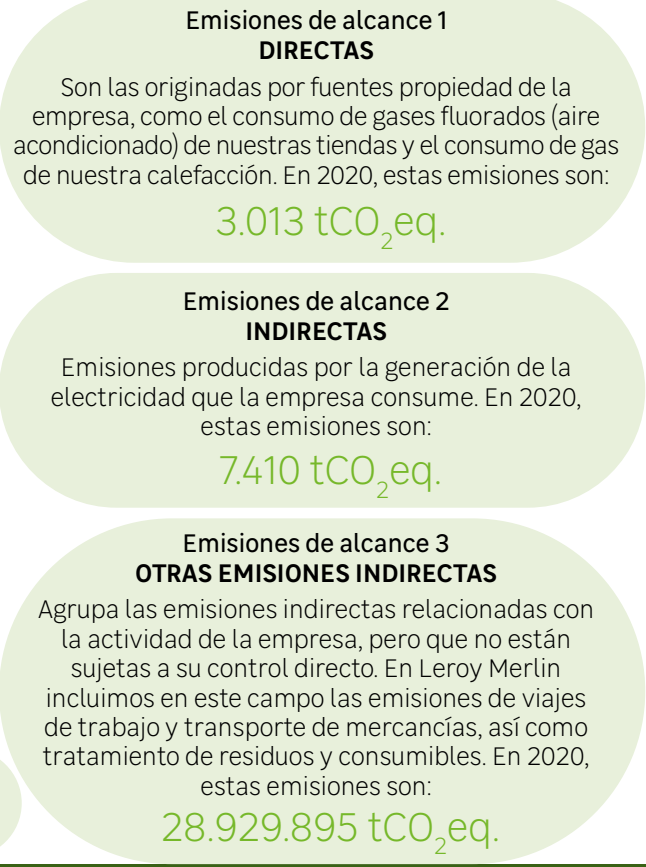 Emisiones de alcance 1
DIRECTAS
Son las originadas por fuentes propiedad de la
empresa, como el consumo de gases fluorados (aire
acondicionado) de nuestras tiendas y el consumo de gas
de nuestra calefacción. En 2020, estas emisiones son:
3.013 tCO₂eq.
Emisiones de alcance 2
INDIRECTAS
Emisiones producidas por la generación de la
electricidad que la empresa consume. En 2020,
estas emisiones son:
7.410 tCO₂eq.
Emisiones de alcance 3
OTRAS EMISIONES INDIRECTAS
Agrupa las emisiones indirectas relacionadas con
la actividad de la empresa, pero que no están
sujetas a su control directo. En Leroy Merlin
incluimos en este campo las emisiones de viajes
de trabajo y transporte de mercancías, así como
tratamiento de residuos y consumibles. En 2020,
estas emisiones son:
28.929.895 tCO₂eq.